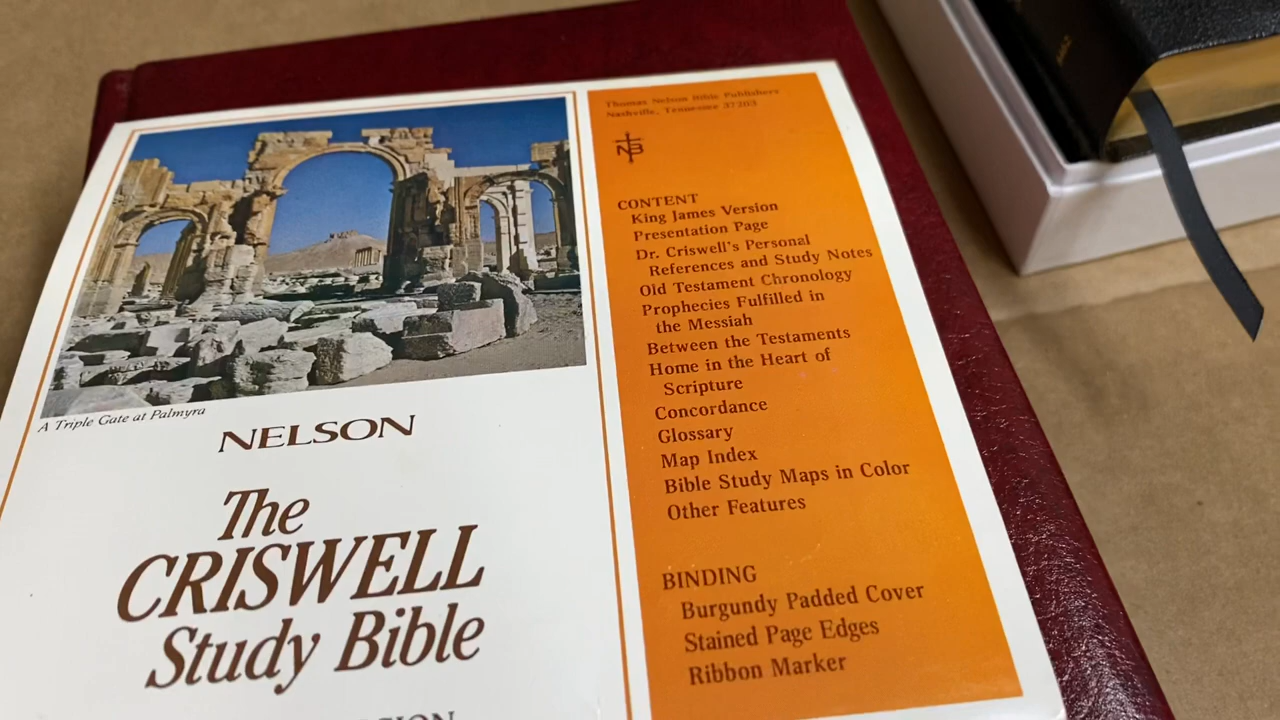 A Triple Gate at Palmyra
NELSON
The
CRISWELL
Study Bible
Thomas Nelson Bible Publishers
Nashville, Tennessee 37203
NB
CONTENT
King James Version
Presentation Page
Dr. Criswell's Personal
References and Study Notes
Old Testament Chronology
Prophecies Fulfilled in
the Messiah
Between the Testaments
Home in the Heart of
Scripture
Concordance
Glossary
Map Index
Bible Study Maps in Color
Other Features
BINDING
Burgundy Padded Cover
Stained Page Edges
Ribbon Marker